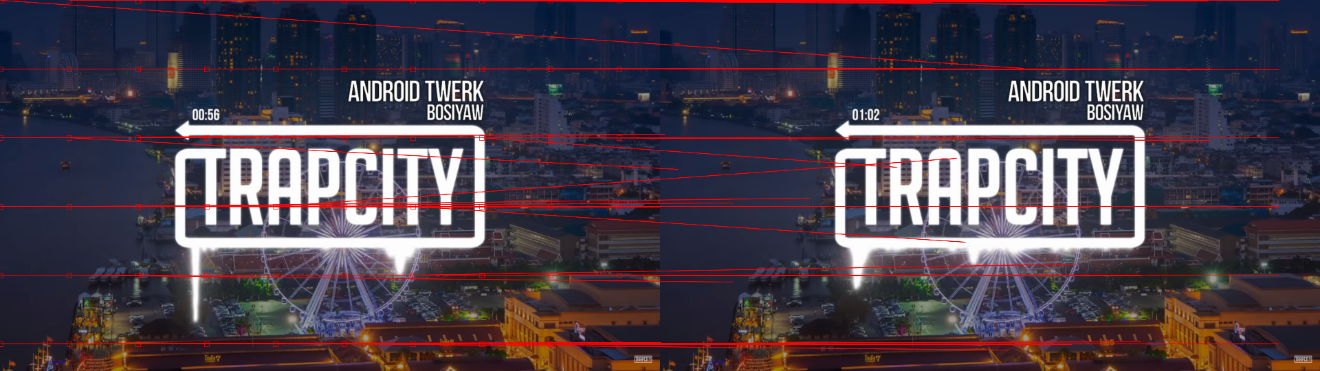 ANDROID TWERK
BOSIYAW
00:56
TRAPCITY
ANDROID TWERK
BOSIYAW
01:02
TRAPCITY